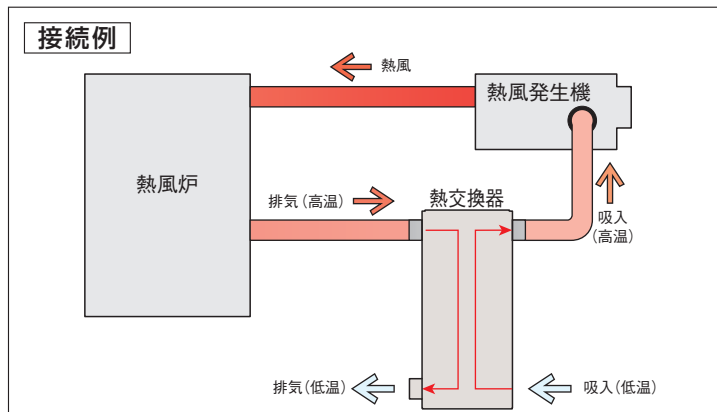 接続例
熱風
熱風発生機
熱風炉
排気(高温)
熱交換器
吸入
(高温)
排気(低温)
吸入(低温)